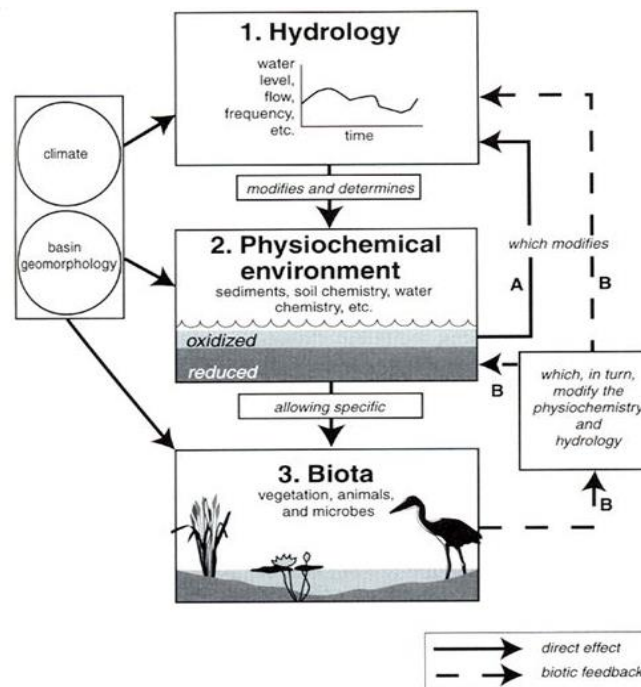 1. Hydrology
water
level,
flow,
frequency,
etc.
time
climate
basin
geomorphology
modifies and determines
2. Physiochemical
environment
sediments, soil chemistry, water
chemistry, etc.
oxidized
reduced
which modifies
A
B
B
which, in turn,
modify the
physiochemistry
and
hydrology
B
allowing specific
3. Biota
vegetation, animals,
and microbes
direct effect
biotic feedback